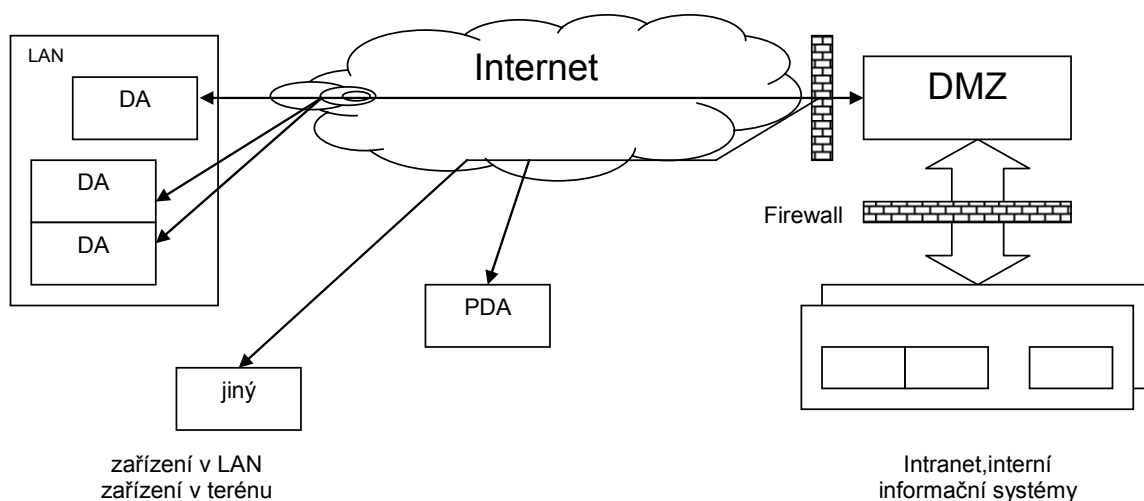 LAN
Internet
DA
DMZ
DA
DA
Firewall
PDA
jiný
zařízení v LAN
zařízení v terénu
Intranet,interní
informační systémy